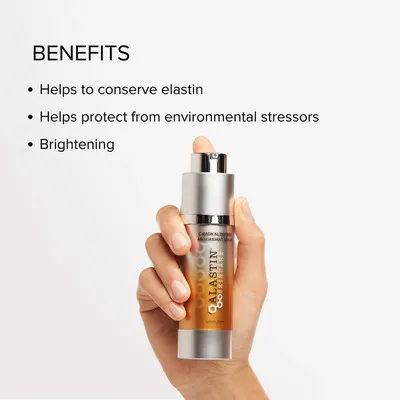 BENEFITS
• Helps to conserve elastin
• Helps protect from environmental stressors
• Brightening
ALASTIN